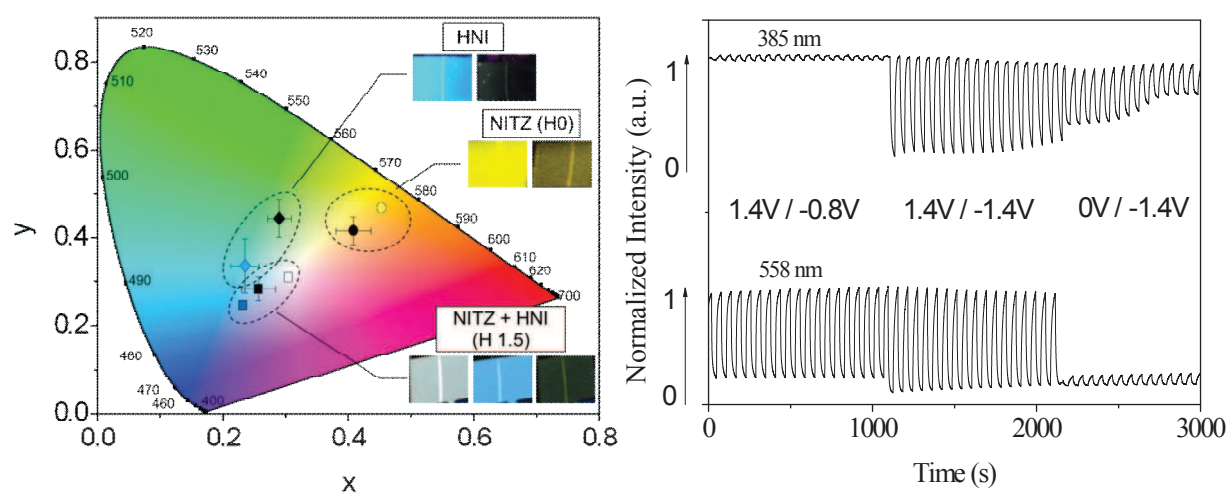 520
530
540
550
560
570
580
590
600
610
620
700
510
500
490
460
470
460
400
0.8
0.6
0.4
0.2
0.0
0.0
0.2
0.4
0.6
0.8
y
x
HNI
NITZ (H0)
NITZ + HNI
(H 1.5)
Normalized Intensity (a.u.)
385 nm
1
0
1.4V / -0.8V
1.4V / -1.4V
0V / -1.4V
558 nm
1
0
0
1000
2000
3000
Time (s)